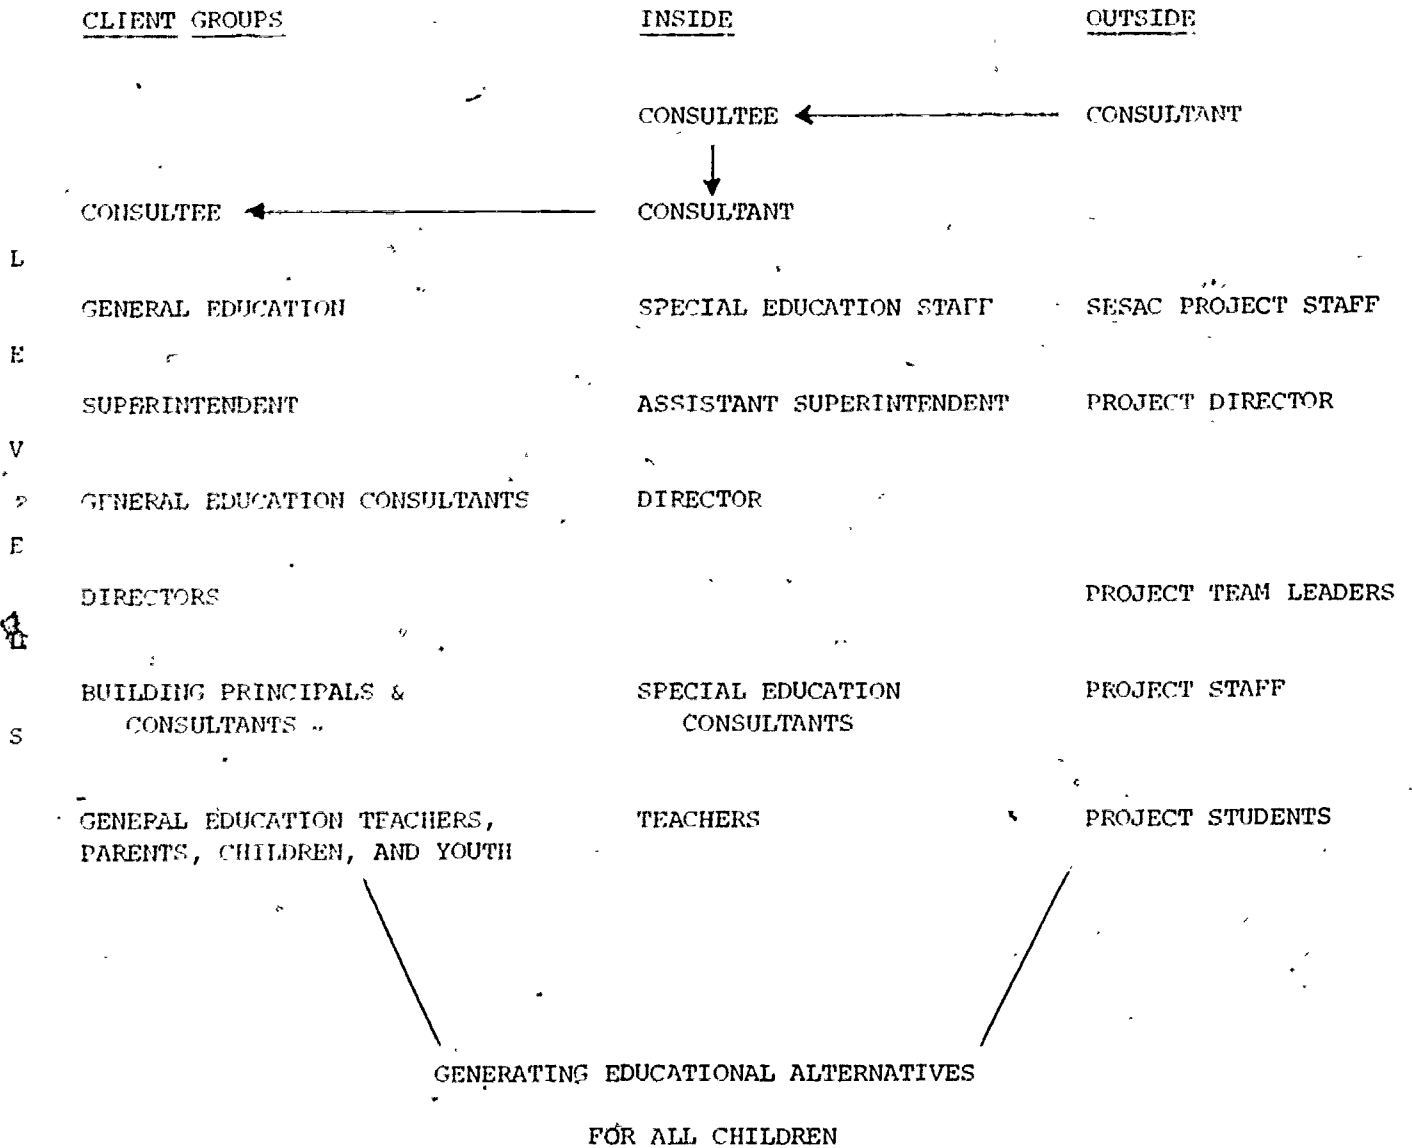 CLIENT GROUPS INSIDE OUTSIDE
CONSULTEE CONSULTANT
CONSULTEE CONSULTANT
L
GENERAL EDUCATION SPECIAL EDUCATION STAFF SESAC PROJECT STAFF
E
SUPERINTENDENT ASSISTANT SUPERINTENDENT PROJECT DIRECTOR
V
GENERAL EDUCATION CONSULTANTS DIRECTOR
E
DIRECTORS PROJECT TEAM LEADERS
L
BUILDING PRINCIPALS & SPECIAL EDUCATION PROJECT STAFF
CONSULTANTS CONSULTANTS
S
GENERAL EDUCATION TEACHERS, TEACHERS PROJECT STUDENTS
PARENTS, CHILDREN, AND YOUTH
GENERATING EDUCATIONAL ALTERNATIVES
FOR ALL CHILDREN